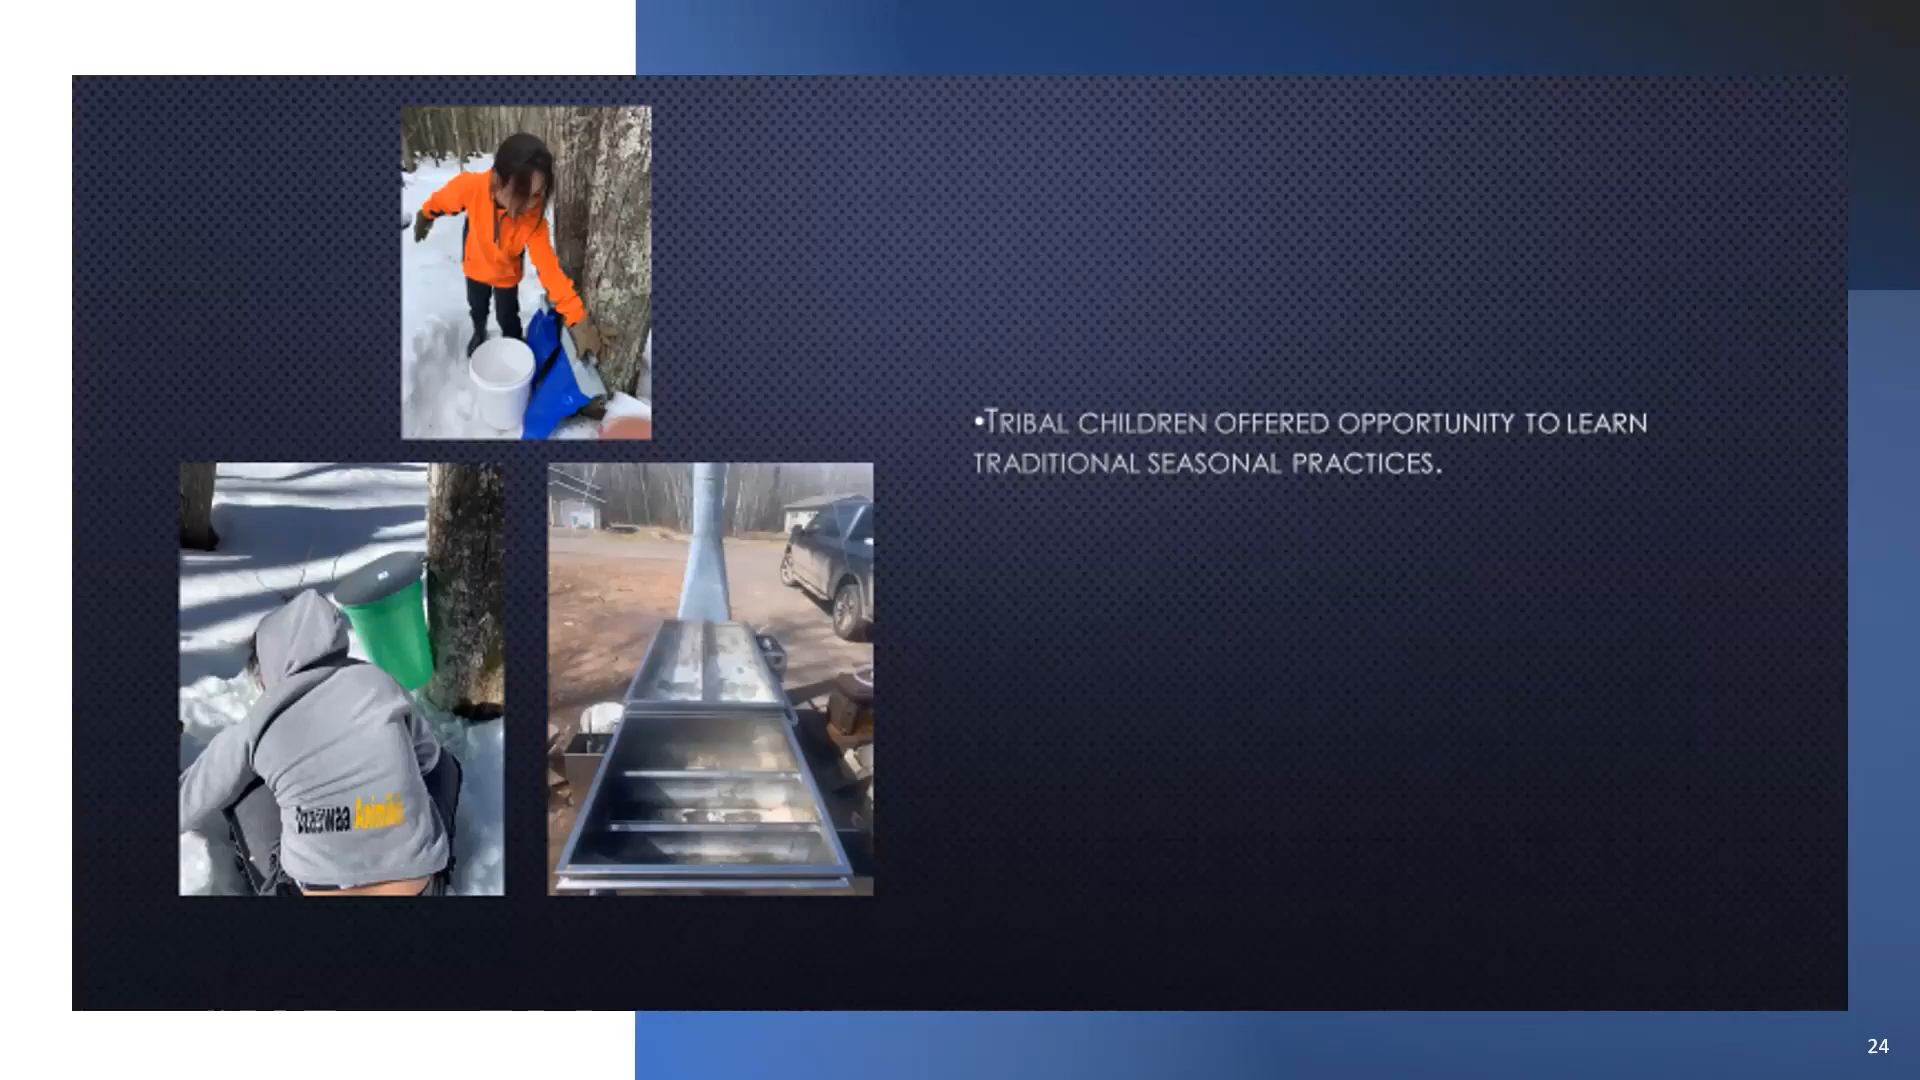 •TRIBAL CHILDREN OFFERED OPPORTUNITY TO LEARN
TRADITIONAL SEASONAL PRACTICES.
24